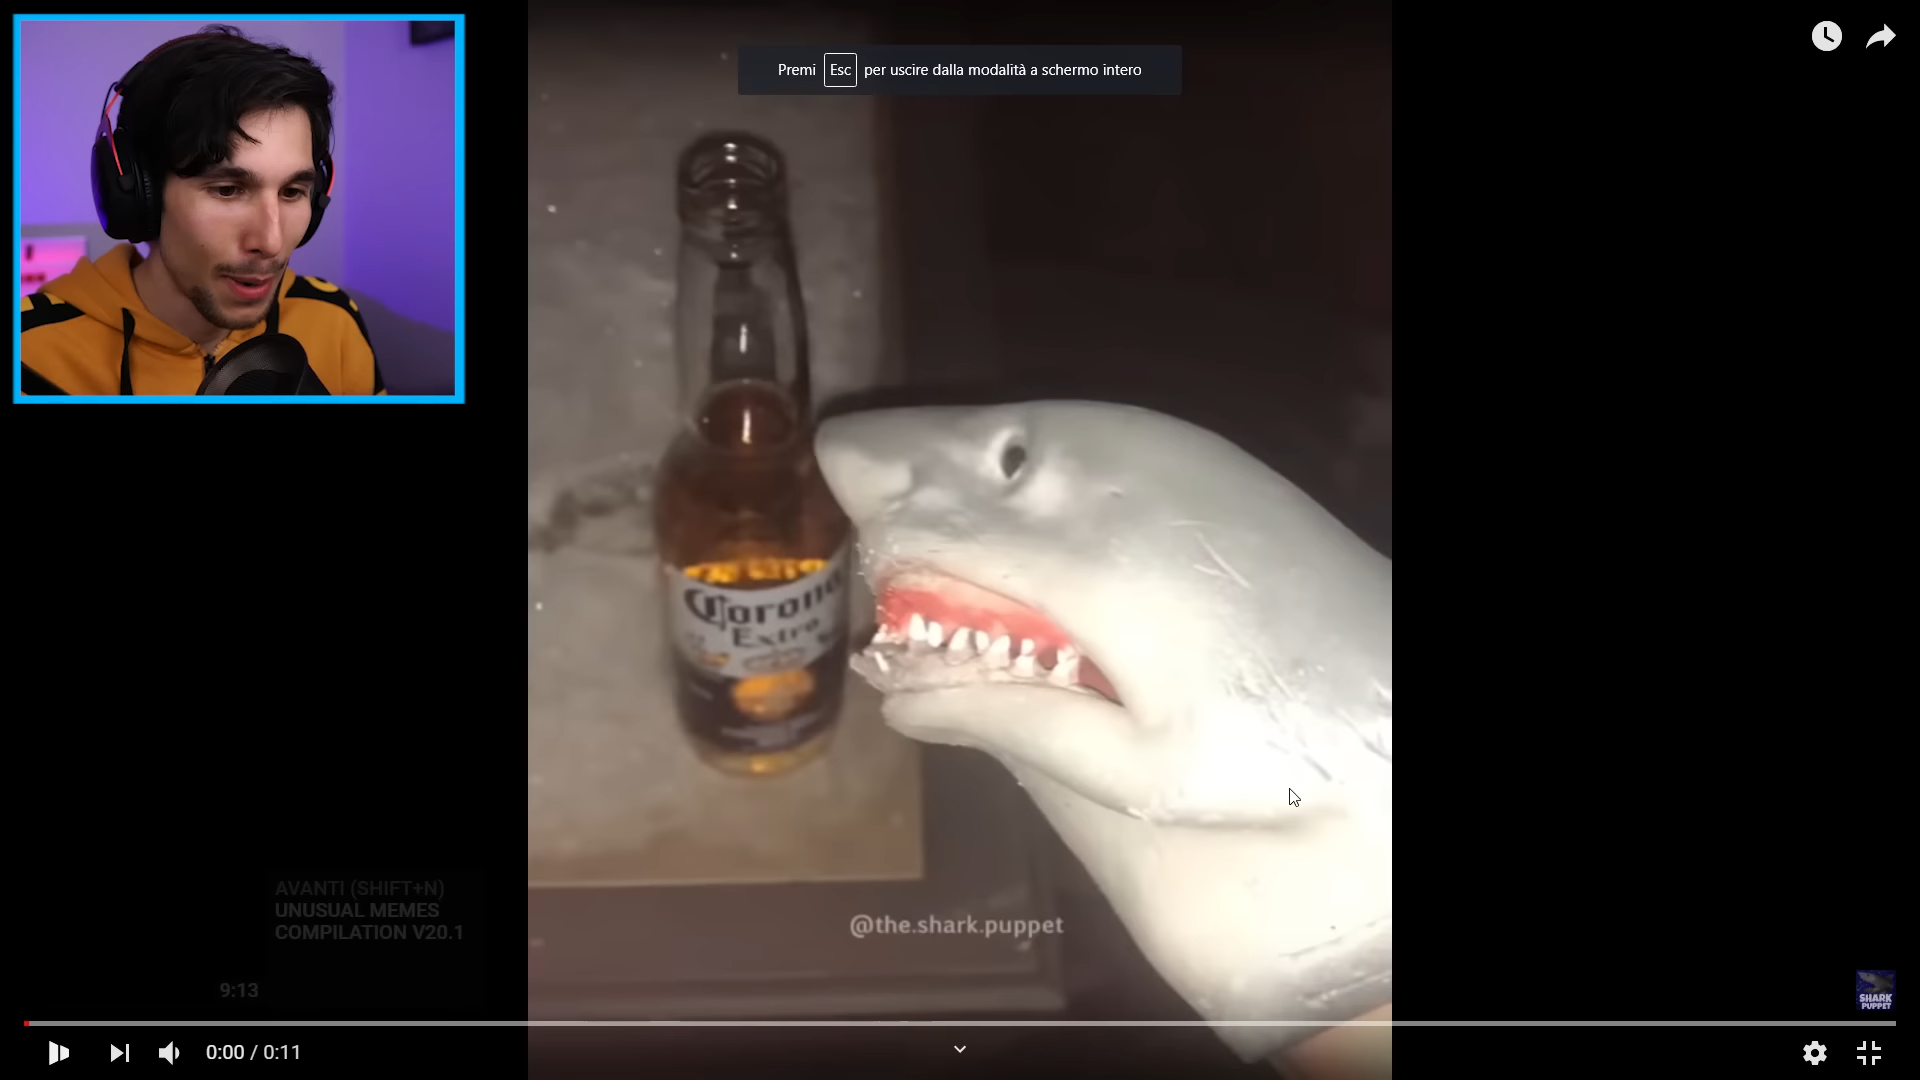 Premi Esc per uscire dalla modalità a schermo intero
Corona
Extra
@the.shark.puppet
AVANTI (SHIFT+N)
UNUSUAL MEMES
COMPILATION V20.1
9:13
SHARK
PUPPET
0:00 / 0:11